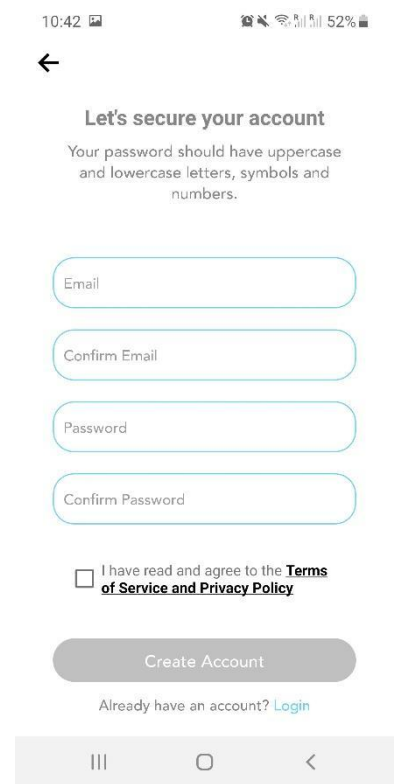 10:42 52%
Let's secure your account
Your password should have uppercase
and lowercase letters, symbols and
numbers.
Email
Confirm Email
Password
Confirm Password
I have read and agree to the Terms
of Service and Privacy Policy
Create Account
Already have an account? Login